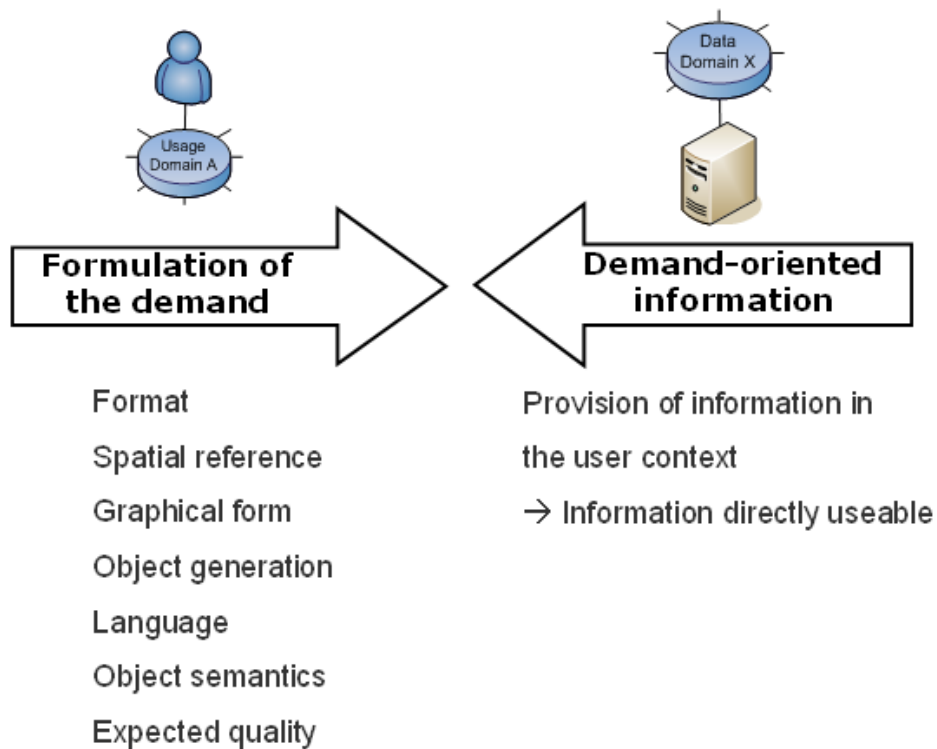 Usage
Domain A
Data
Domain X
Formulation of
the demand
Demand-oriented
information
Format
Spatial reference
Graphical form
Object generation
Language
Object semantics
Expected quality
Provision of information in
the user context
→ Information directly useable